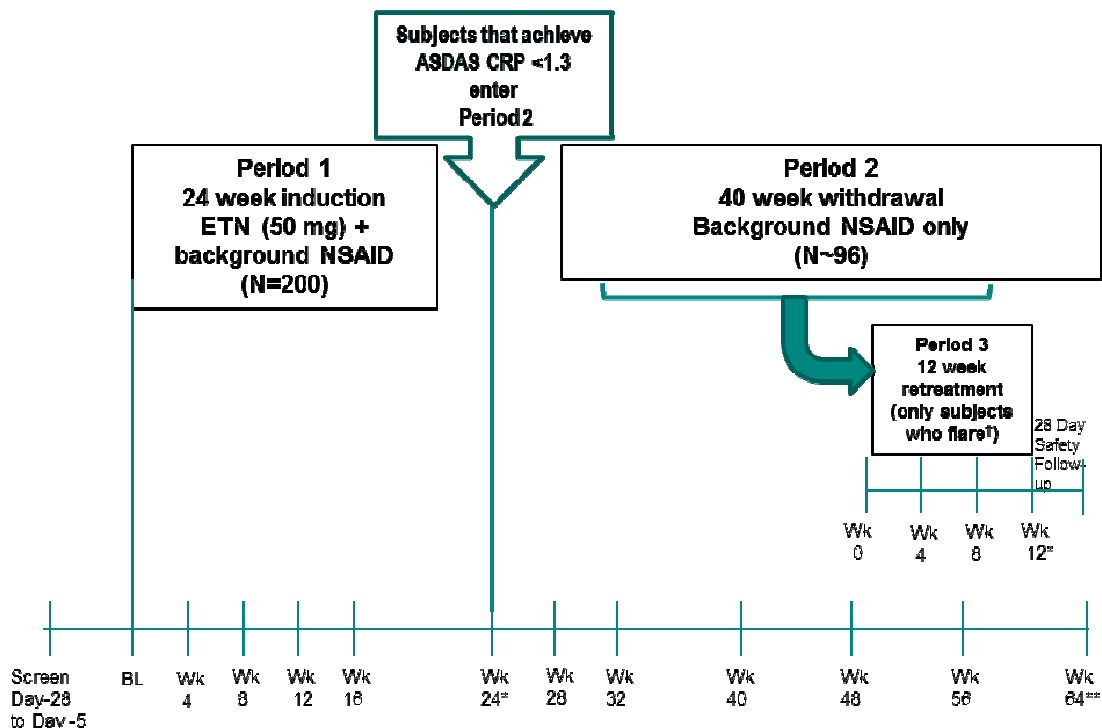 Subjects that achieve
ASDAS CRP <1.3
enter
Period 2
Period 1
24 week induction
ETN (50 mg) +
background NSAID
(N=200)
Period 2
40 week withdrawal
Background NSAID only
(N~96)
Period 3
12 week
retreatment
(only subjects
who flare†)
28 Day
Safety
Follow-
up
Wk
0
Wk
4
Wk
8
Wk
12*
Screen
Day-28
to Day -5
BL
Wk
4
Wk
8
Wk
12
Wk
16
Wk
24*
Wk
28
Wk
32
Wk
40
Wk
48
Wk
56
Wk
64**